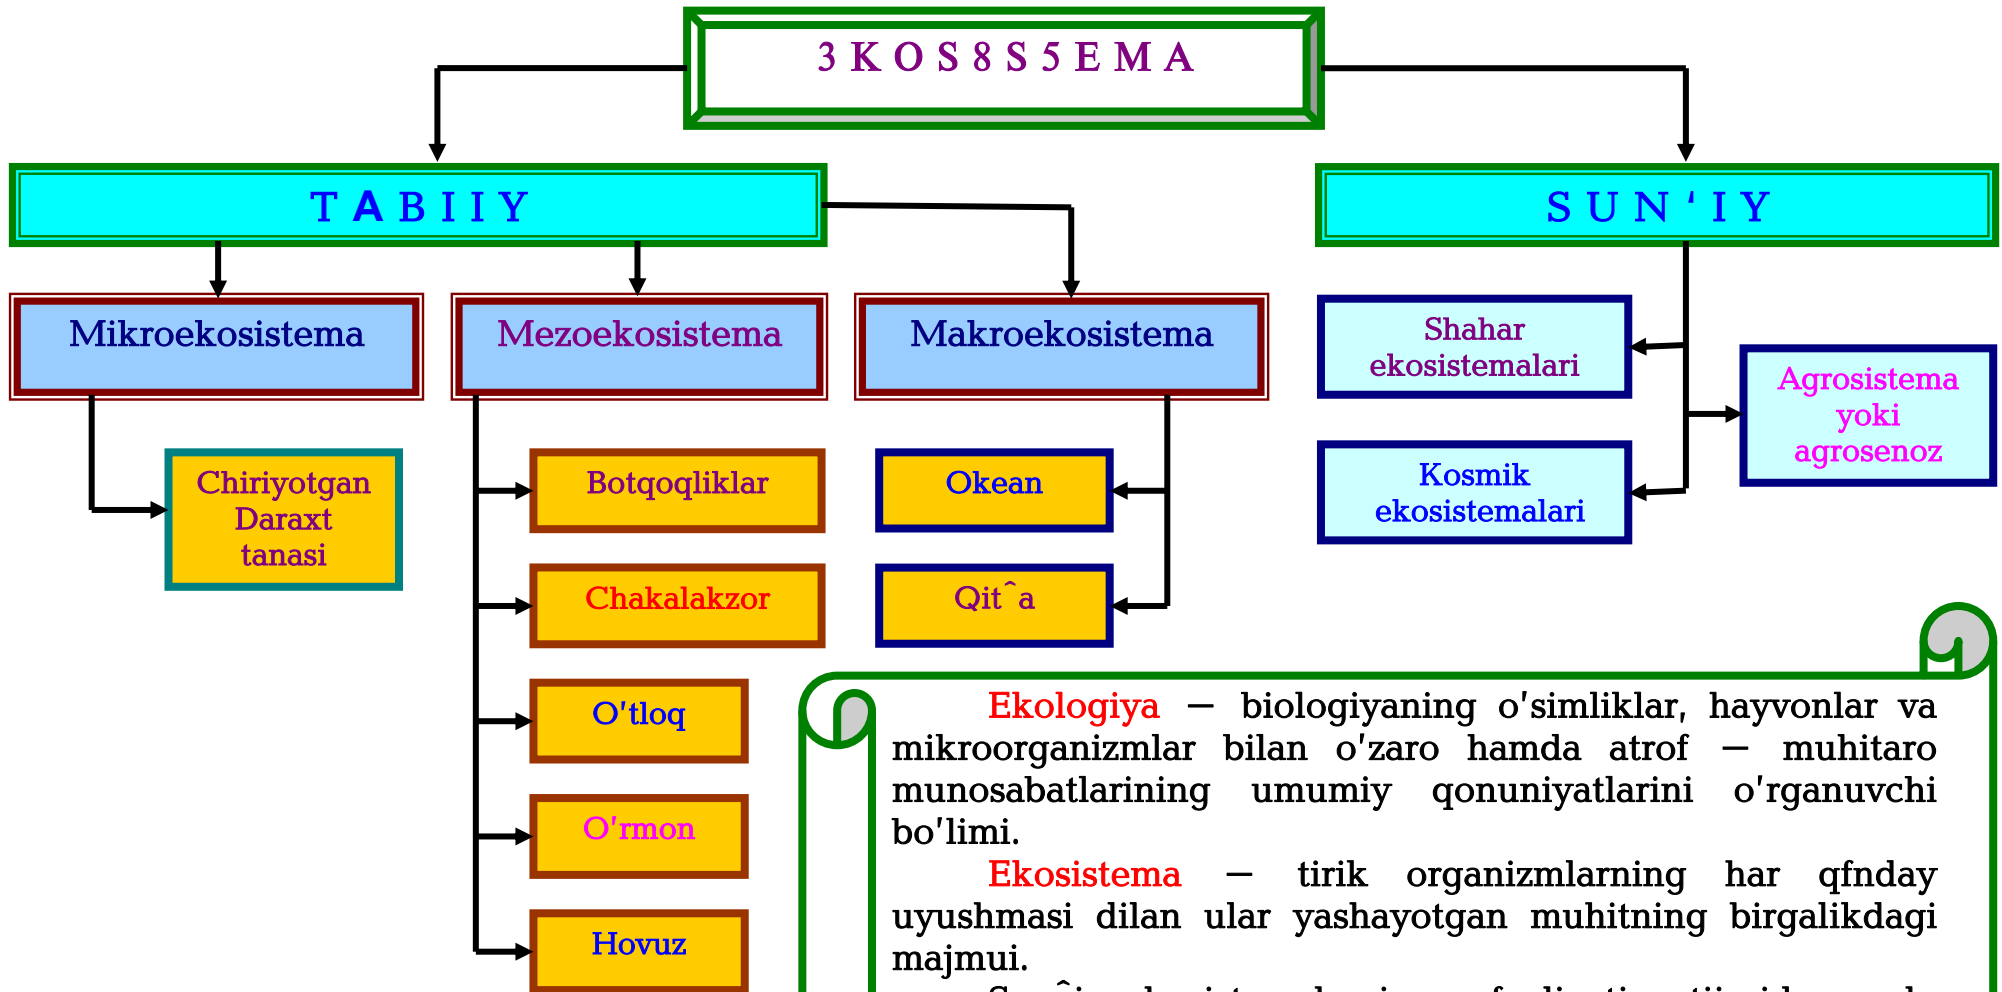 3 K O S 8 S 5 E M A
T A B I I Y
S U N ‘ I Y
Mikroekosistema
Mezoekosistema
Makroekosistema
Shahar
ekosistemalari
Agrosistema
yoki
agrosenoz
Kosmik
ekosistemalari
Chiriyotgan
Daraxt
tanasi
Botqoqliklar
Chakalakzor
O'tloq
O'rmon
Hovuz
Okean
Qitˆa
Ekologiya – biologiyaning o'simliklar, hayvonlar va
mikroorganizmlar bilan o'zaro hamda atrof – muhitaro
munosabatlarining umumiy qonuniyatlarini o'rganuvchi
bo'limi.
Ekosistema – tirik organizmlarning har qfnday
uyushmasi dilan ular yashayotgan muhitning birgalikdagi
majmui.